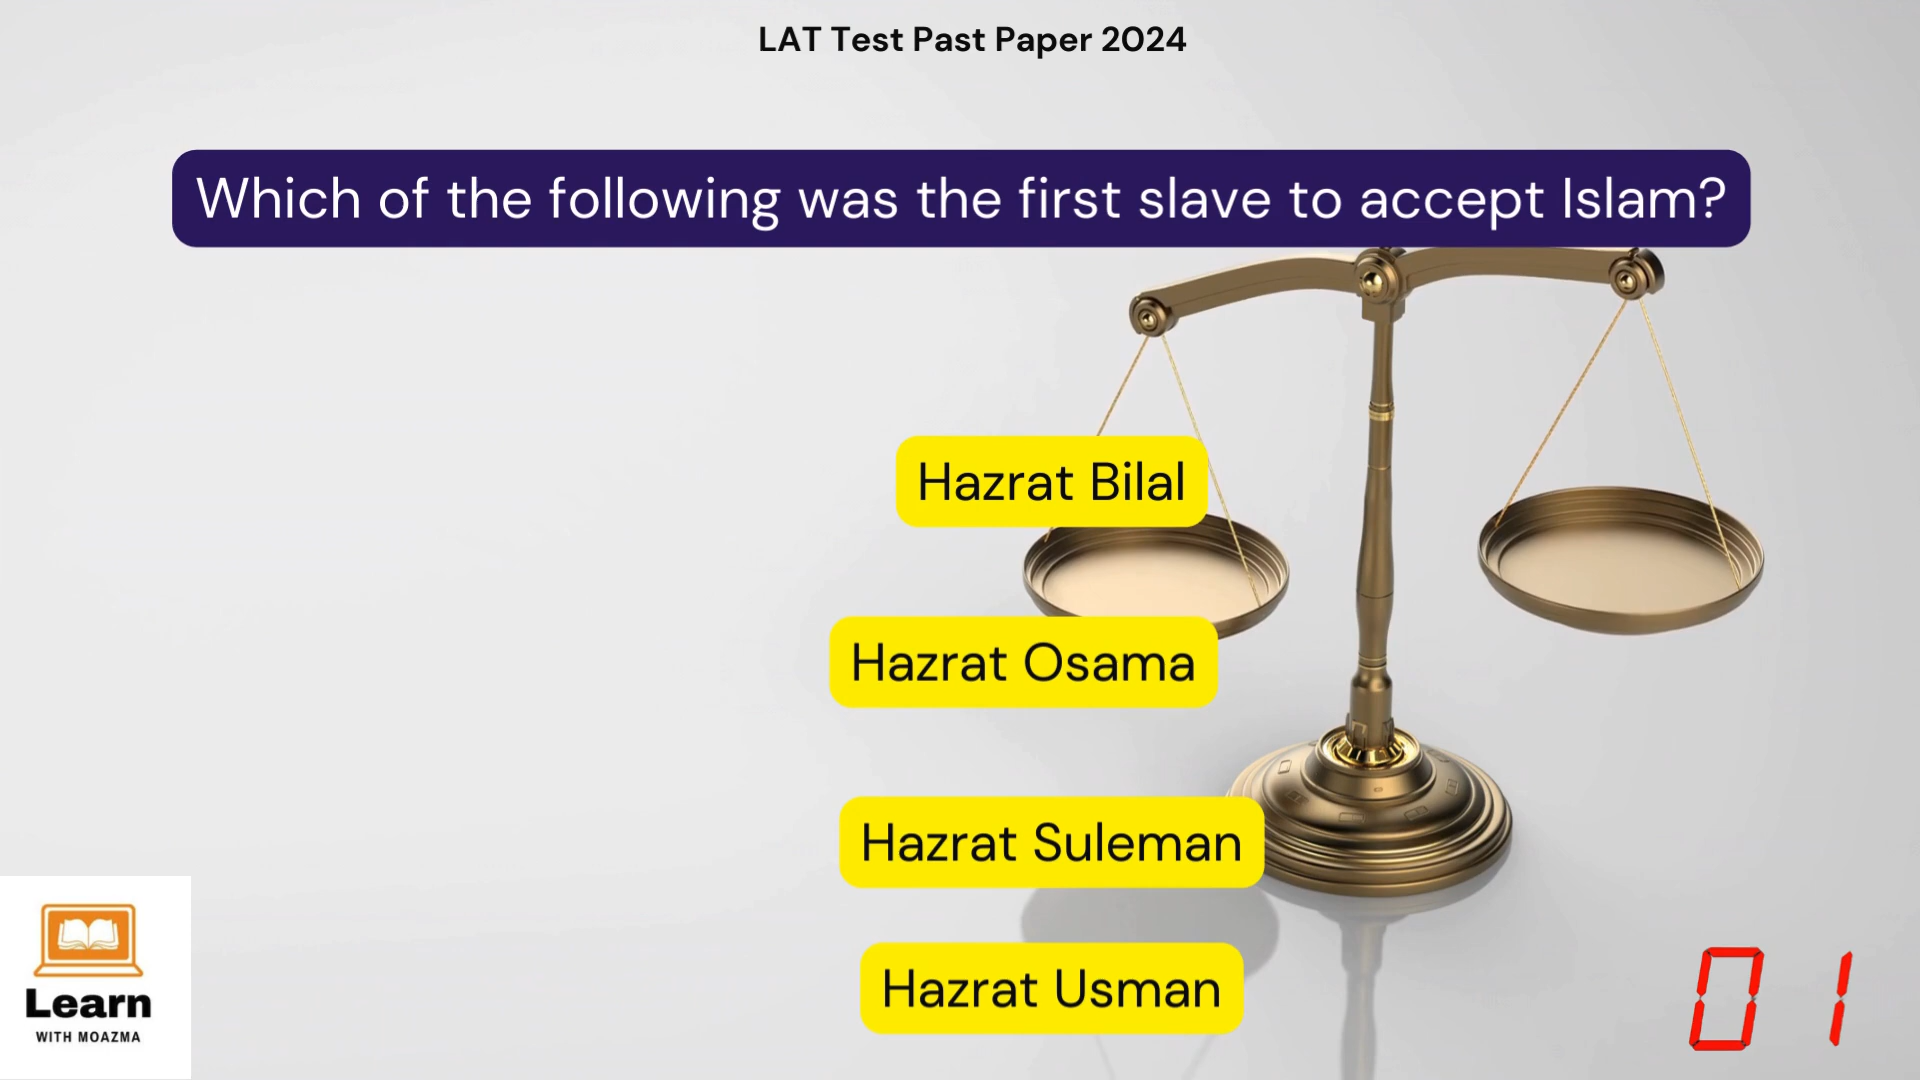 LAT Test Past Paper 2024
Which of the following was the first slave to accept Islam?
Hazrat Bilal
Hazrat Osama
Hazrat Suleman
Hazrat Usman
Learn
WITH MOAZMA
01